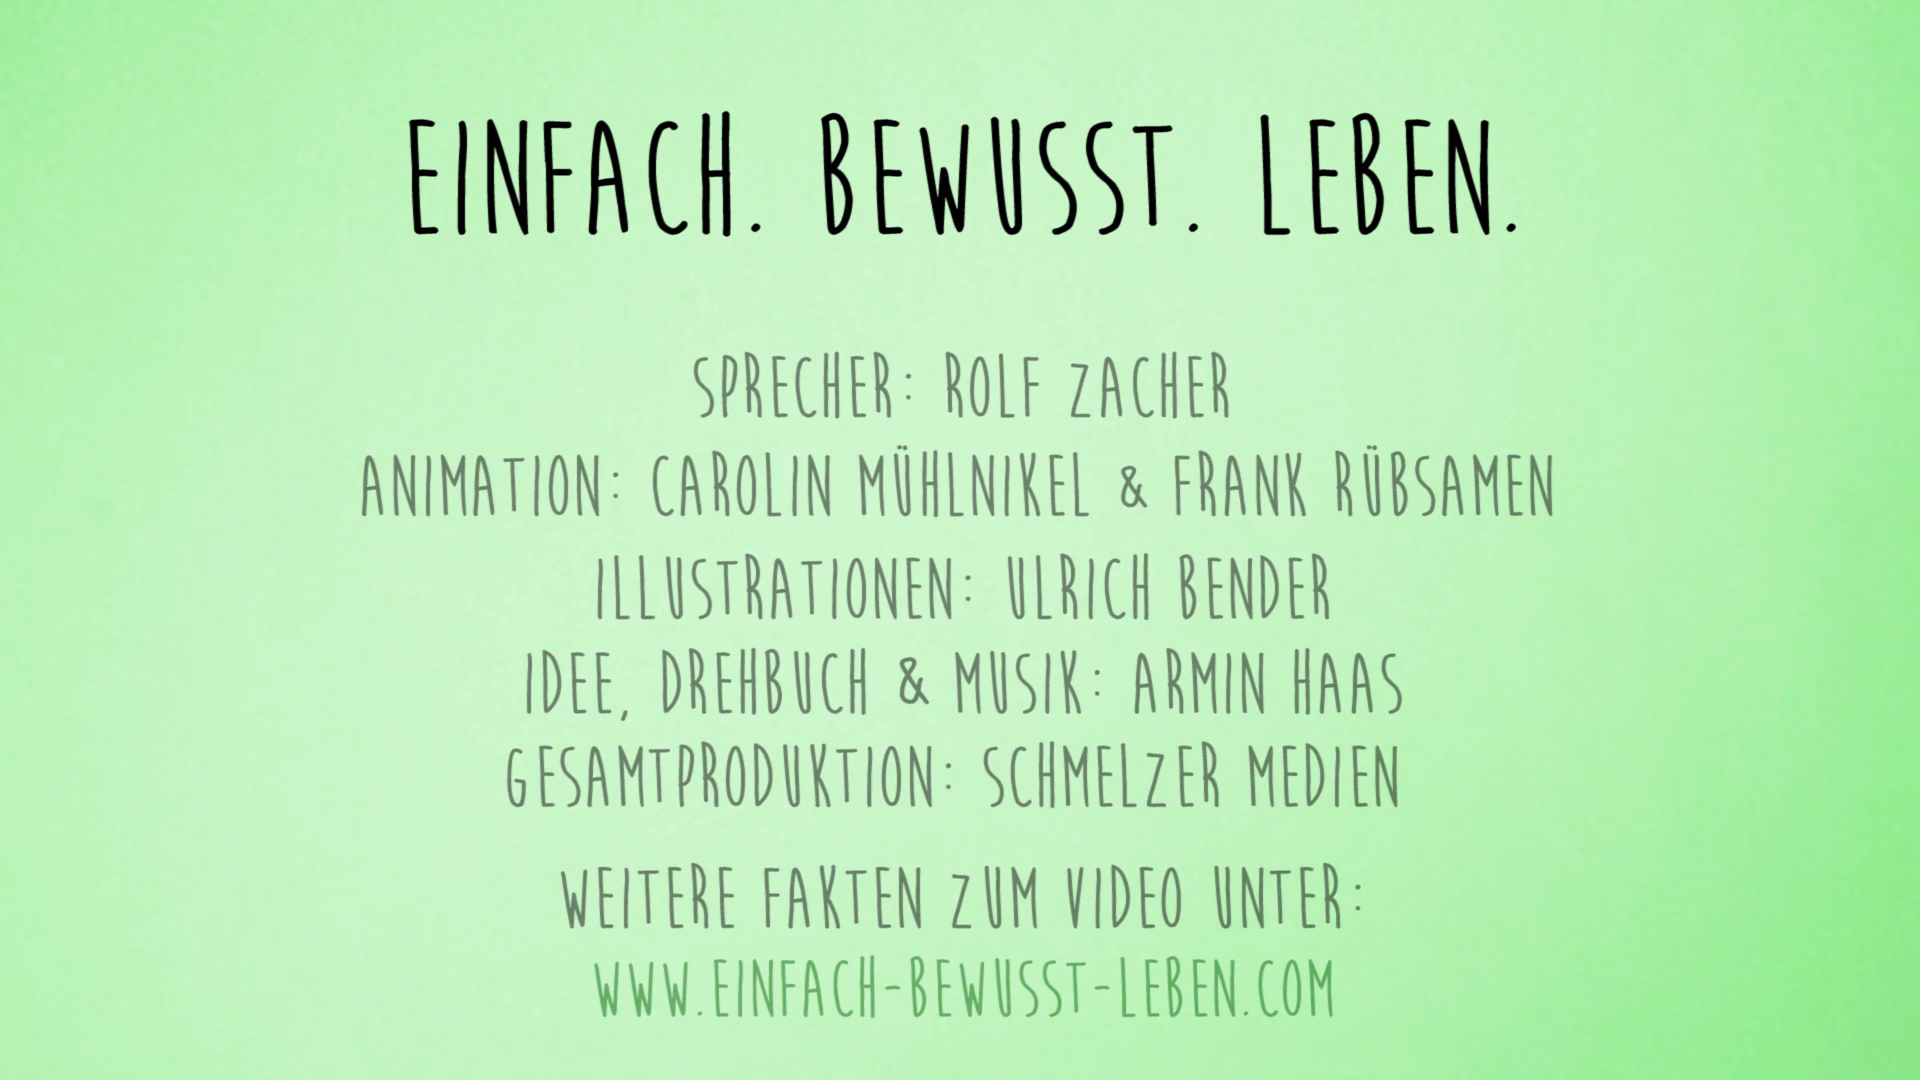 EINFACH. BEWUSST. LEBEN.
SPRECHER: ROLF ZACHER
ANIMATION: CAROLIN MÜHLNIKEL & FRANK RÜBSAMEN
ILLUSTRATIONEN: ULRICH BENDER
IDEE, DREHBUCH & MUSIK: ARMIN HAAS
GESAMTPRODUKTION: SCHMELZER MEDIEN
WEITERE FAKTEN ZUM VIDEO UNTER:
WWW.EINFACH-BEWUSST-LEBEN.COM